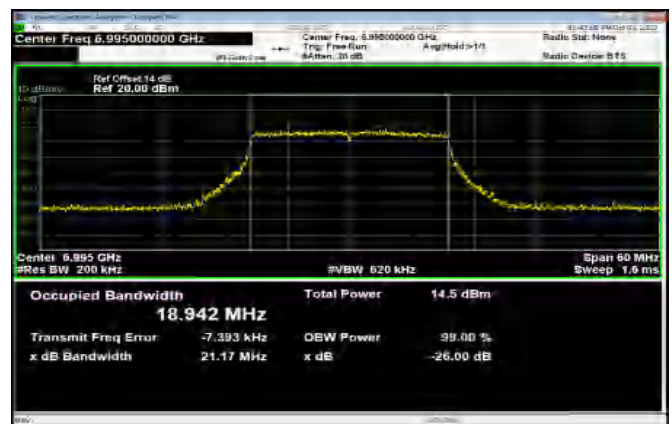 Center Freq 6.995000000 GHz
Center Freq: 6.995000000 GHz
Radio Std: None
Trig: Free Run
Avg|Hold>1/1
#Atten: 20 dB
Radio Device: BTS
Ref Offset 14 dB
10 dB/div
Ref 20.00 dBm
Log
Center 6.995 GHz
Span 60 MHz
#Res BW 200 kHz
#VBW 620 kHz
Sweep 1.6 ms
Occupied Bandwidth
Total Power
14.5 dBm
18.942 MHz
Transmit Freq Error
-7.393 kHz
OBW Power
99.00 %
x dB Bandwidth
21.17 MHz
x dB
-26.00 dB